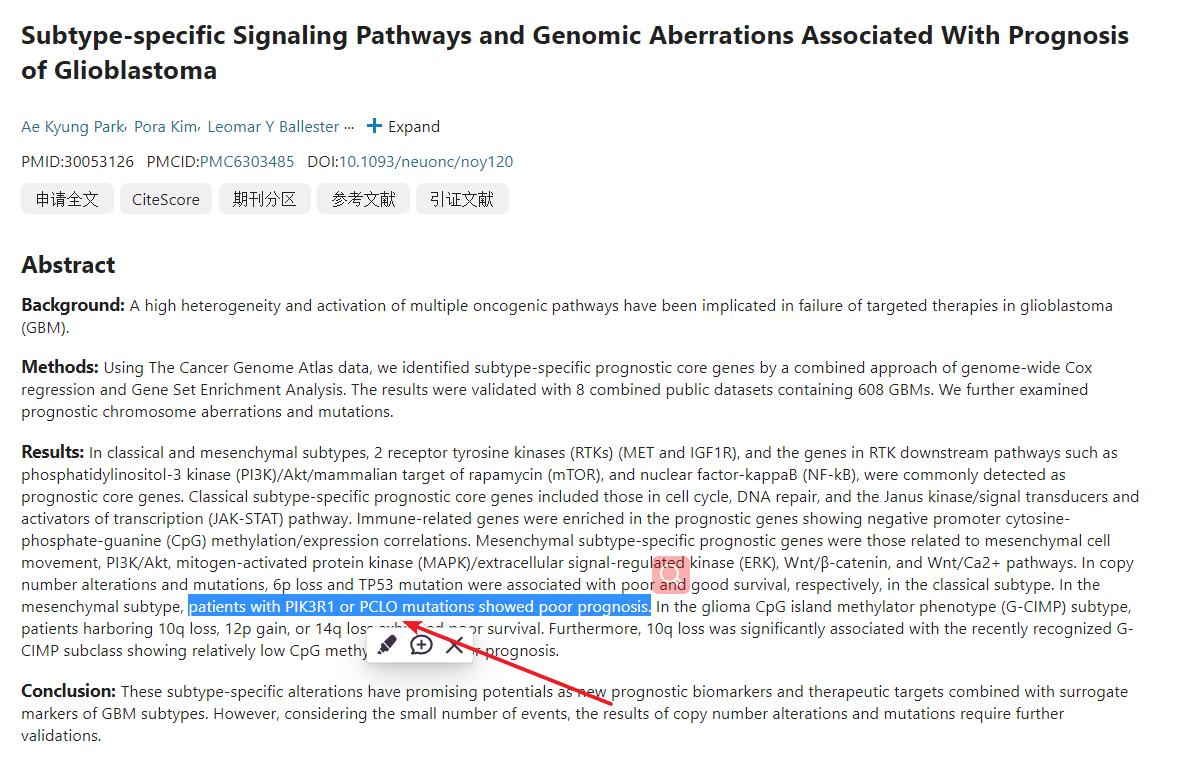 Subtype-specific Signaling Pathways and Genomic Aberrations Associated With Prognosis
of Glioblastoma
Ae Kyung Park, Pora Kim, Leomar Y Ballester ... Expand
PMID:30053126 PMCID:PMC6303485 DOI:10.1093/neuonc/noy120
申请全文 CiteScore 期刊分区 参考文献 引证文献
Abstract
Background: A high heterogeneity and activation of multiple oncogenic pathways have been implicated in failure of targeted therapies in glioblastoma
(GBM).
Methods: Using The Cancer Genome Atlas data, we identified subtype-specific prognostic core genes by a combined approach of genome-wide Cox
regression and Gene Set Enrichment Analysis. The results were validated with 8 combined public datasets containing 608 GBMs. We further examined
prognostic chromosome aberrations and mutations.
Results: In classical and mesenchymal subtypes, 2 receptor tyrosine kinases (RTKs) (MET and IGF1R), and the genes in RTK downstream pathways such as
phosphatidylinositol-3 kinase (PI3K)/Akt/mammalian target of rapamycin (mTOR), and nuclear factor-kappaB (NF-kB), were commonly detected as
prognostic core genes. Classical subtype-specific prognostic core genes included those in cell cycle, DNA repair, and the Janus kinase/signal transducers and
activators of transcription (JAK-STAT) pathway. Immune-related genes were enriched in the prognostic genes showing negative promoter cytosine-
phosphate-guanine (CpG) methylation/expression correlations. Mesenchymal subtype-specific prognostic genes were those related to mesenchymal cell
movement, PI3K/Akt, mitogen-activated protein kinase (MAPK)/extracellular signal-regulated kinase (ERK), Wnt/β-catenin, and Wnt/Ca2+ pathways. In copy
number alterations and mutations, 6p loss and TP53 mutation were associated with poor and good survival, respectively, in the classical subtype. In the
mesenchymal subtype, patients with PIK3R1 or PCLO mutations showed poor prognosis. In the glioma CpG island methylator phenotype (G-CIMP) subtype,
patients harboring 10q loss, 12p gain, or 14q loss poor survival. Furthermore, 10q loss was significantly associated with the recently recognized G-
CIMP subclass showing relatively low CpG prognosis.
Conclusion: These subtype-specific alterations have promising potentials as new prognostic biomarkers and therapeutic targets combined with surrogate
markers of GBM subtypes. However, considering the small number of events, the results of copy number alterations and mutations require further
validations.